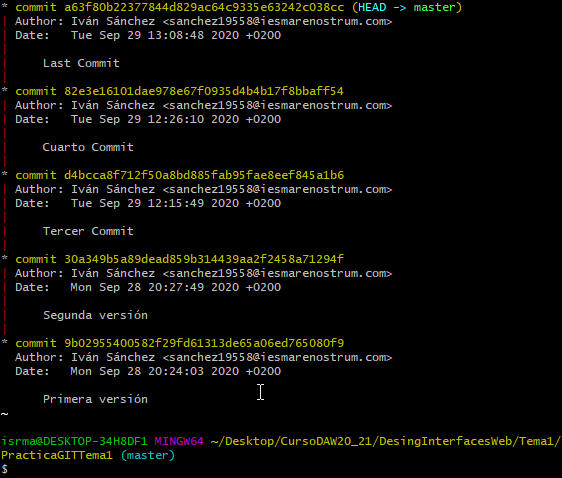 * commit a63f80b22377844d829ac64c9335e63242c038cc (HEAD -> master)
| Author: Iván Sánchez <sanchez19558@iesmarenostrum.com>
| Date:   Tue Sep 29 13:08:48 2020 +0200
|
|     Last Commit
|
* commit 82e3e16101dae978e67f0935d4b4b17f8bbaff54
| Author: Iván Sánchez <sanchez19558@iesmarenostrum.com>
| Date:   Tue Sep 29 12:26:10 2020 +0200
|
|     Cuarto Commit
|
* commit d4bcca8f712f50a8bd885fab95fae8eef845a1b6
| Author: Iván Sánchez <sanchez19558@iesmarenostrum.com>
| Date:   Tue Sep 29 12:15:49 2020 +0200
|
|     Tercer Commit
|
* commit 30a349b5a89dead859b314439aa2f2458a71294f
| Author: Iván Sánchez <sanchez19558@iesmarenostrum.com>
| Date:   Mon Sep 28 20:27:49 2020 +0200
|
|     Segunda versión
|
* commit 9b02955400582f29fd61313de65a06ed765080f9
  Author: Iván Sánchez <sanchez19558@iesmarenostrum.com>
  Date:   Mon Sep 28 20:24:03 2020 +0200

      Primera versión
~

isrma@DESKTOP-34H8DF1 MINGW64 ~/Desktop/CursoDAW20_21/DesingInterfacesWeb/Tema1/
PracticaGITTema1 (master)
$